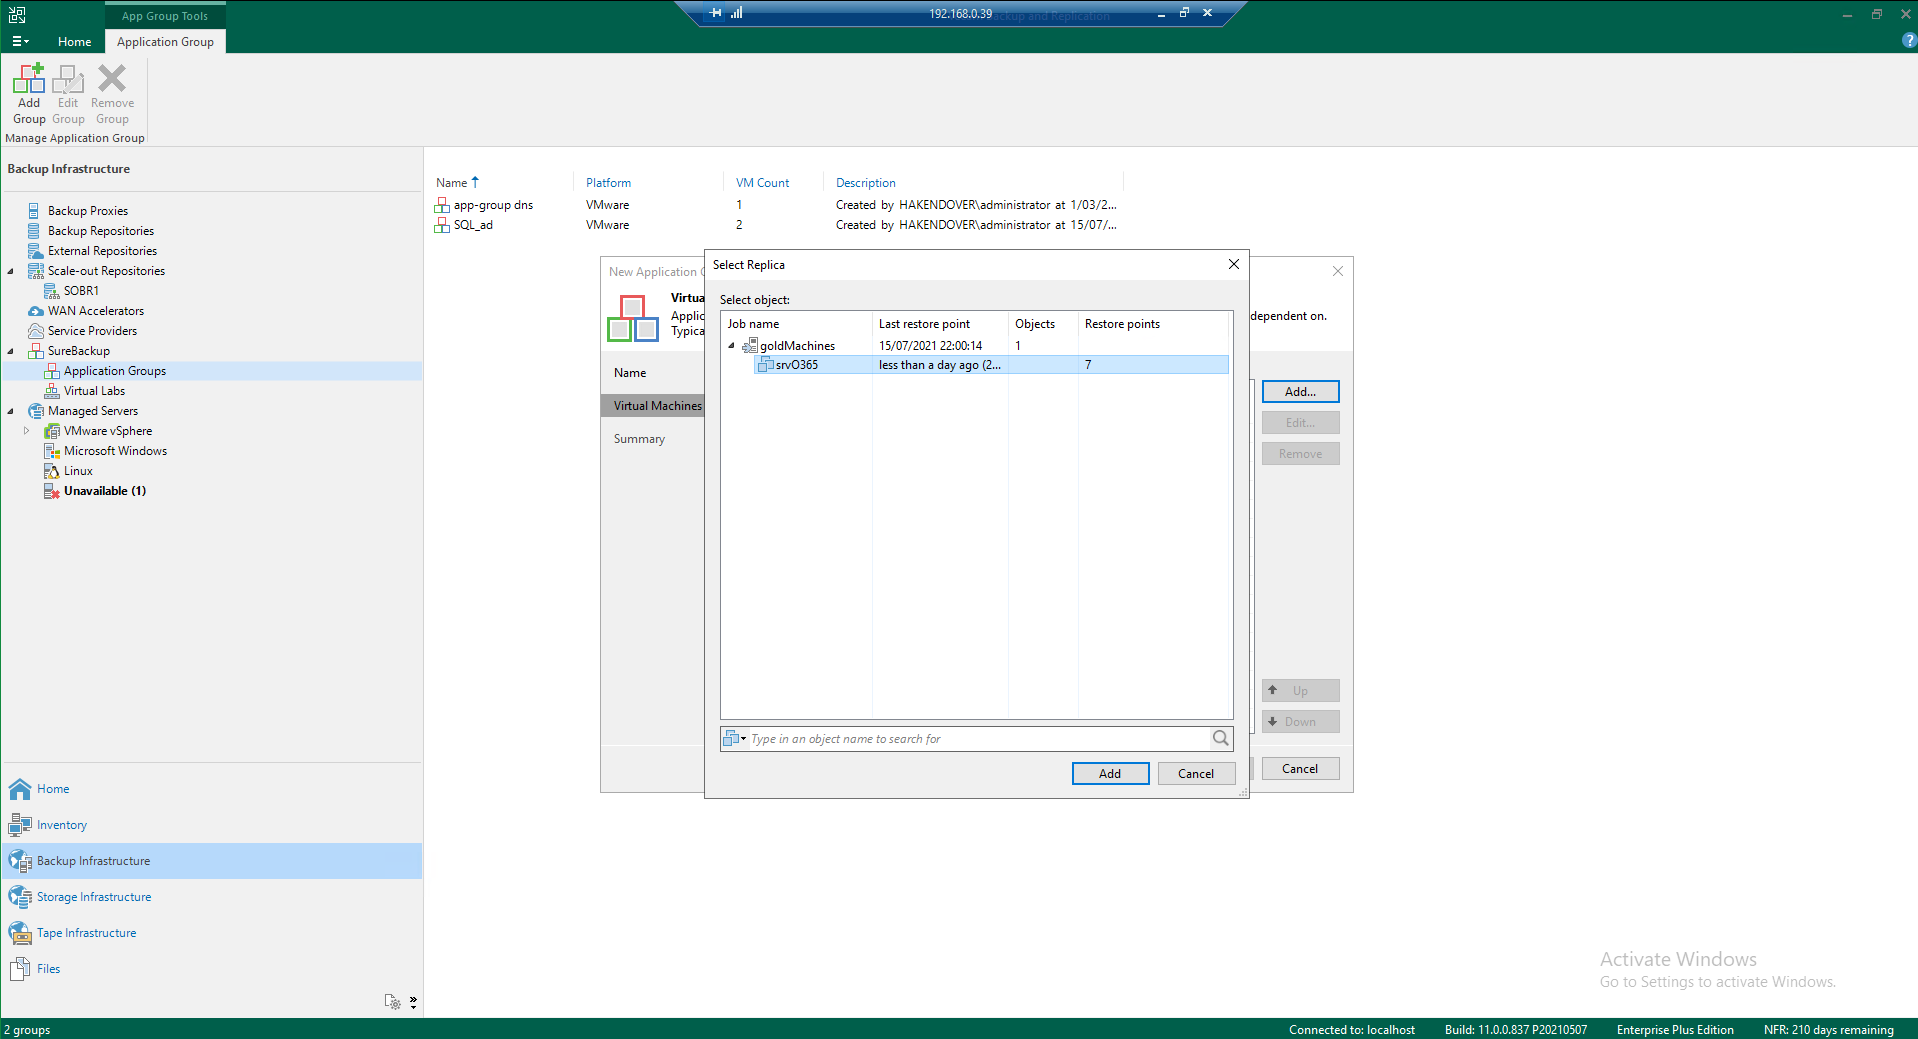 App Group Tools
192.168.0.39
Backup and Replication
Home
Application Group
Add Group
Edit Group
Remove Group
Manage Application Group
Backup Infrastructure
Backup Proxies
Backup Repositories
External Repositories
Scale-out Repositories
SOBR1
WAN Accelerators
Service Providers
SureBackup
Application Groups
Virtual Labs
Managed Servers
VMware vSphere
Microsoft Windows
Linux
Unavailable (1)
Home
Inventory
Backup Infrastructure
Storage Infrastructure
Tape Infrastructure
Files
Name Platform VM Count Description
app-group dns VMware 1 Created by HAKENDOVER\administrator at 1/03/2...
SQL_ad VMware 2 Created by HAKENDOVER\administrator at 15/07/...
New Application
Virtua
Applic
Typica
dependent on.
Name
Virtual Machines
Summary
Add...
Edit...
Remove
Up
Down
Cancel
Select Replica
Select object:
Job name Last restore point Objects Restore points
goldMachines 15/07/2021 22:00:14 1
srvO365 less than a day ago (2... 7
Type in an object name to search for
Add Cancel
Activate Windows
Go to Settings to activate Windows.
2 groups
Connected to: localhost Build: 11.0.0.837 P20210507 Enterprise Plus Edition NFR: 210 days remaining